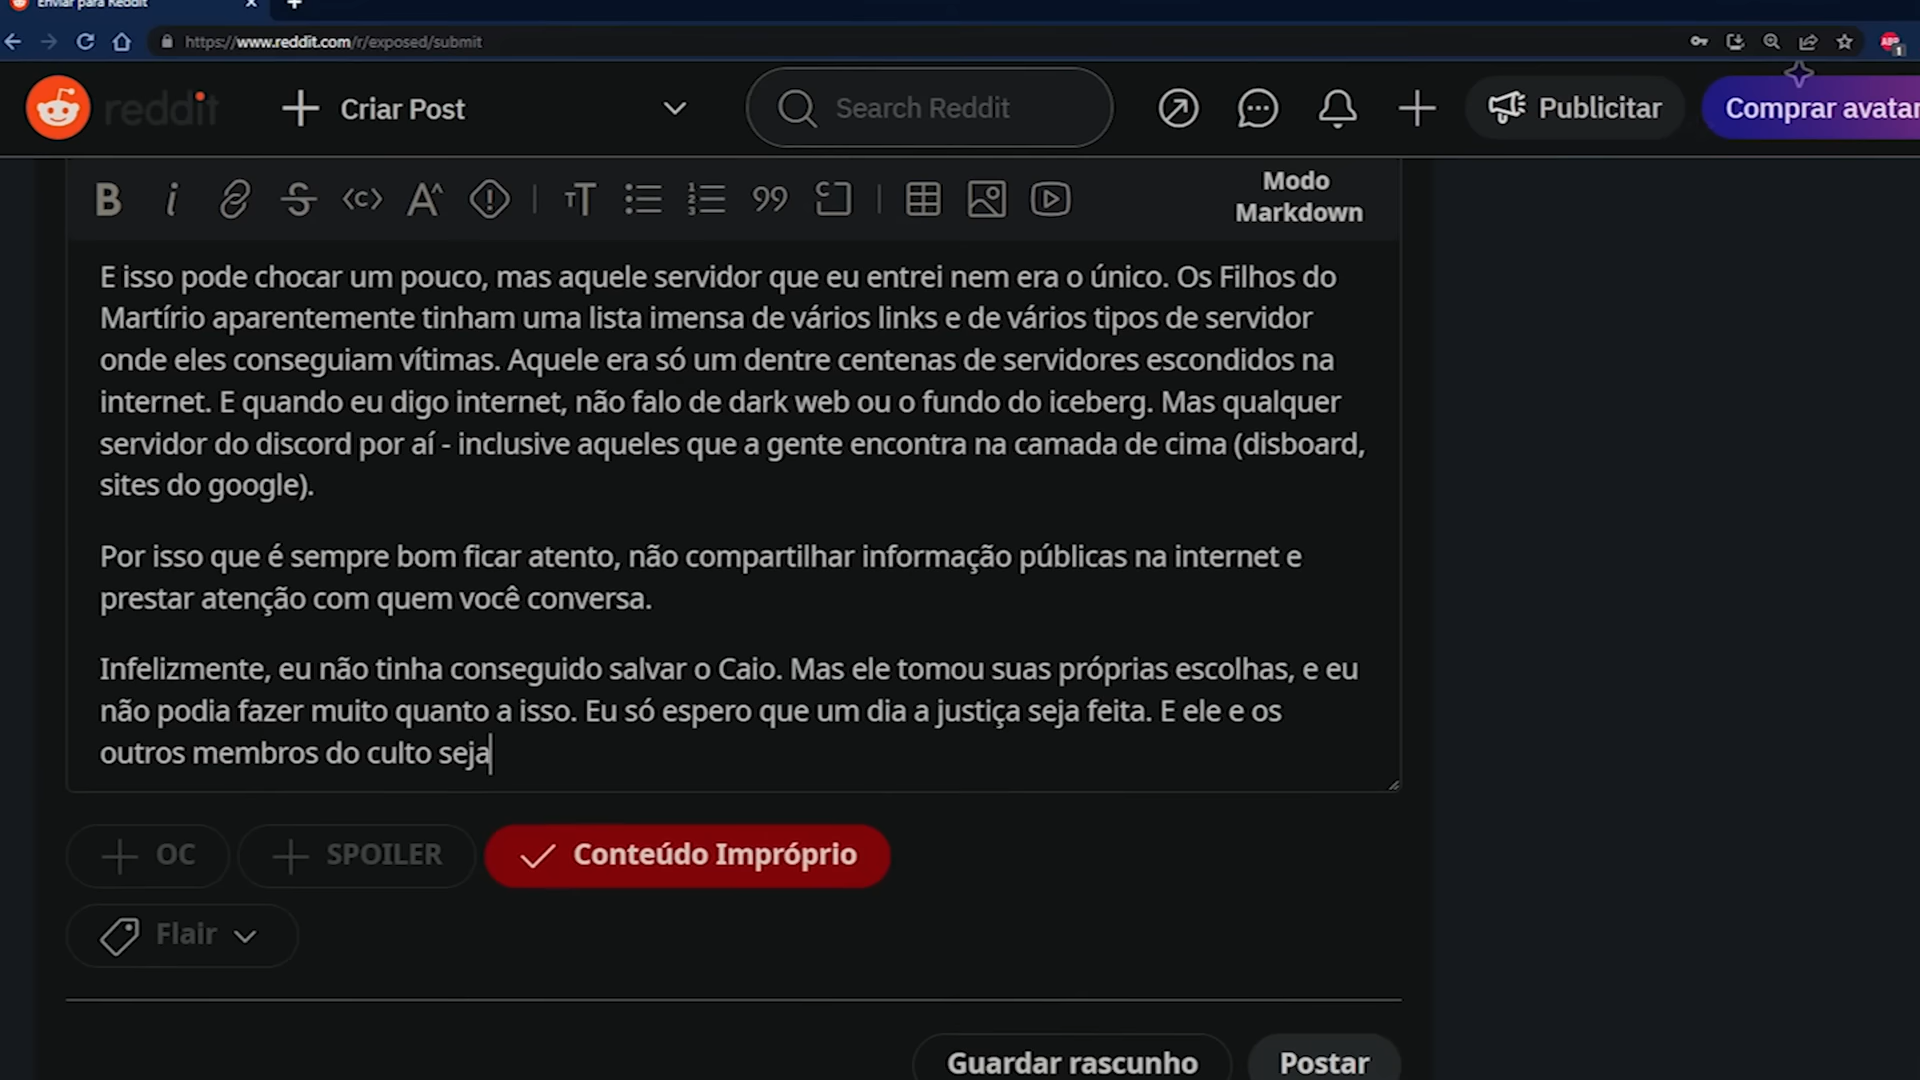 Enviar para Reddit
https://www.reddit.com/r/exposed/submit
ABP
1
reddit
Criar Post
Search Reddit
Publicitar
Comprar avatar
Modo
Markdown
E isso pode chocar um pouco, mas aquele servidor que eu entrei nem era o único. Os Filhos do
Martírio aparentemente tinham uma lista imensa de vários links e de vários tipos de servidor
onde eles conseguiam vítimas. Aquele era só um dentre centenas de servidores escondidos na
internet. E quando eu digo internet, não falo de dark web ou o fundo do iceberg. Mas qualquer
servidor do discord por aí - inclusive aqueles que a gente encontra na camada de cima (disboard,
sites do google).
Por isso que é sempre bom ficar atento, não compartilhar informação públicas na internet e
prestar atenção com quem você conversa.
Infelizmente, eu não tinha conseguido salvar o Caio. Mas ele tomou suas próprias escolhas, e eu
não podia fazer muito quanto a isso. Eu só espero que um dia a justiça seja feita. E ele e os
outros membros do culto seja
OC
SPOILER
Conteúdo Impróprio
Flair
Guardar rascunho
Postar